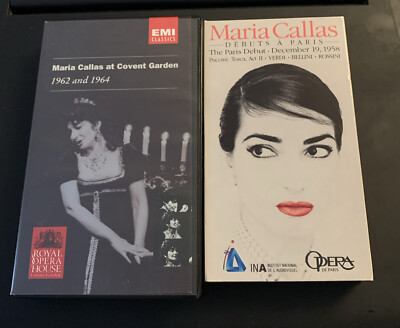 EMI
CLASSICS
Maria Callas at Covent Garden
1962 and 1964
ROYAL
OPERA
HOUSE
Maria Callas
DÉBUTS À PARIS
The Paris Debut · December 19, 1958
Puccini: Tosca, Act II · VERDI · BELLINI · ROSSINI
INA
INSTITUT NATIONAL
DE L'AUDIOVISUEL
OPERA
DE PARIS